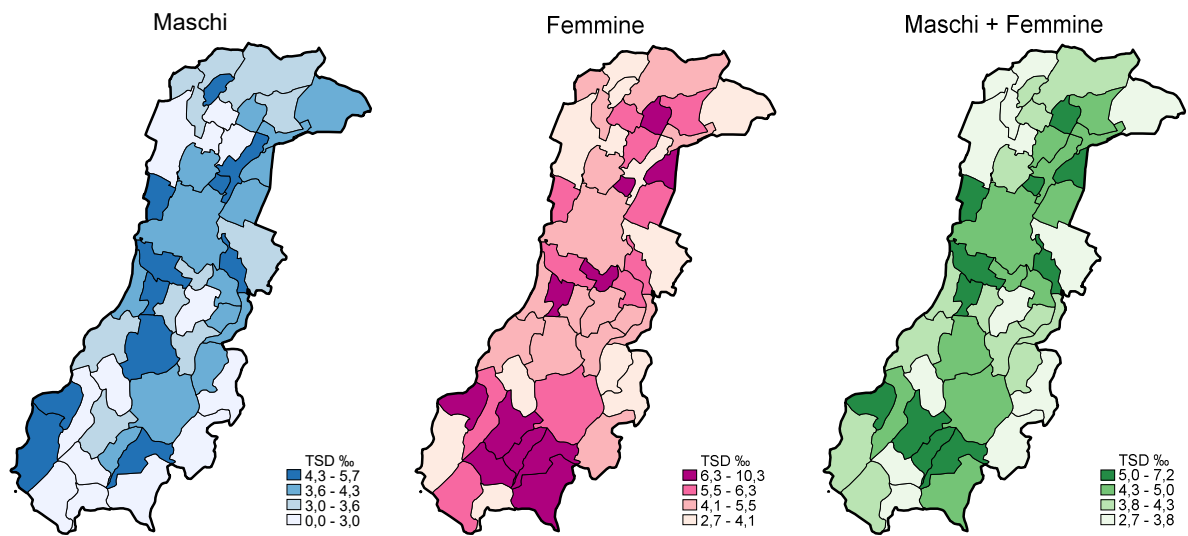 Maschi
Femmine
Maschi + Femmine
TSD ‰
4,3 - 5,7
3,6 - 4,3
3,0 - 3,6
0,0 - 3,0
TSD ‰
6,3 - 10,3
5,5 - 6,3
4,1 - 5,5
2,7 - 4,1
TSD ‰
5,0 - 7,2
4,3 - 5,0
3,8 - 4,3
2,7 - 3,8